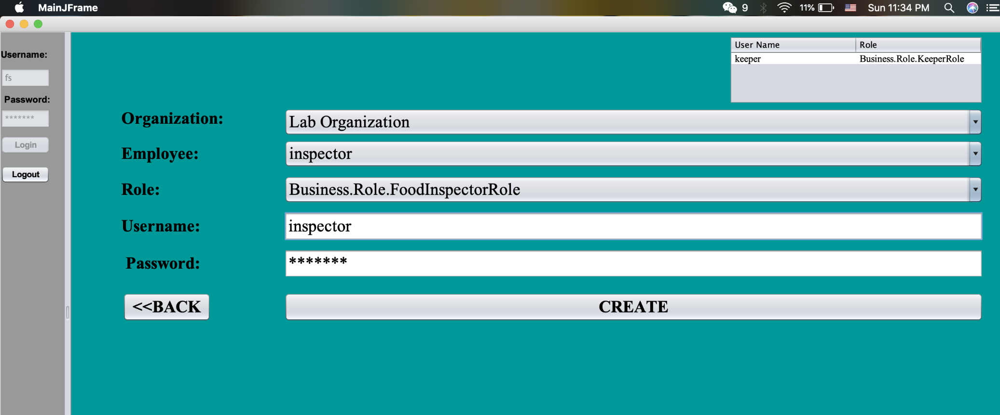 MainJFrame 9 11% Sun 11:34 PM
Username:
fs
Password:
*******
Login
Logout
User Name Role
keeper Business.Role.KeeperRole
Organization: Lab Organization
Employee: inspector
Role: Business.Role.FoodInspectorRole
Username: inspector
Password: *******
<<BACK CREATE